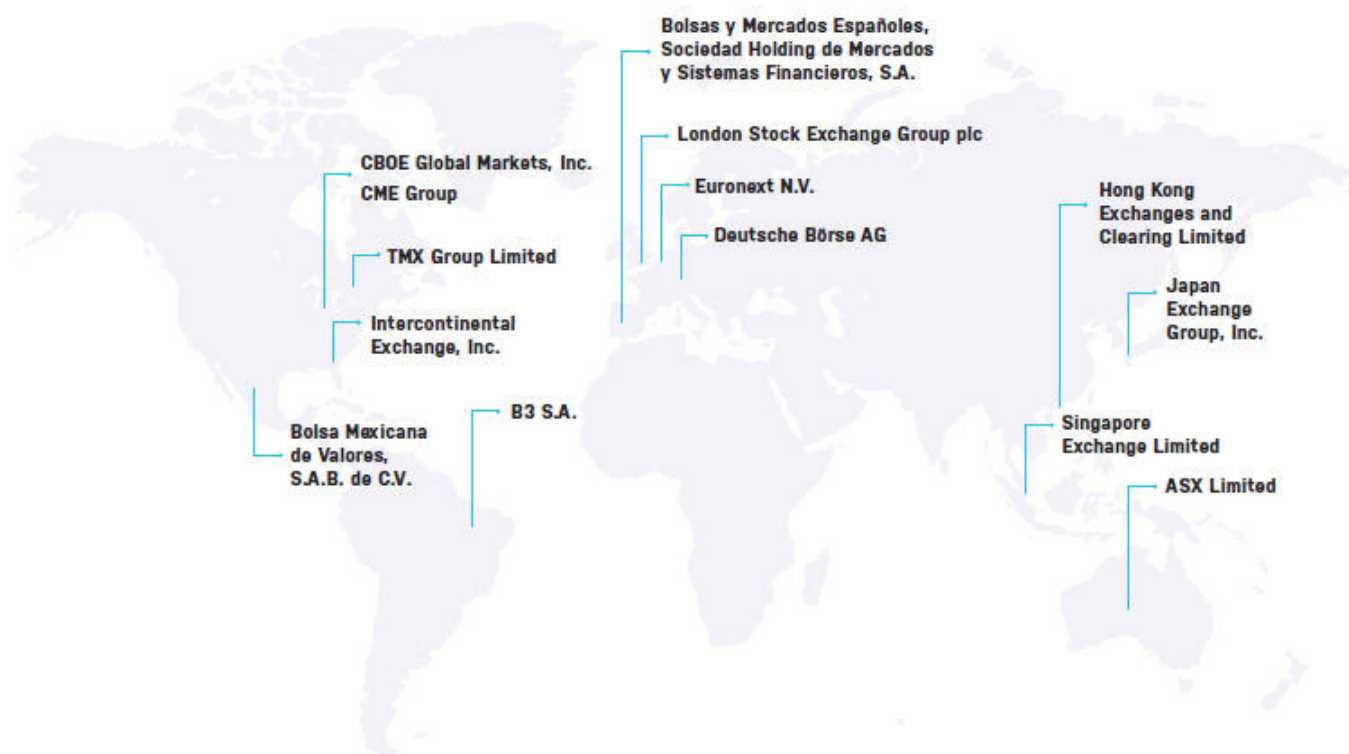 Bolsas y Mercados Españoles,
Sociedad Holding de Mercados
y Sistemas Financieros, S.A.
London Stock Exchange Group plc
CBOE Global Markets, Inc.
CME Group
Euronext N.V.
Hong Kong
Exchanges and
Clearing Limited
Deutsche Börse AG
TMX Group Limited
Japan
Exchange
Group, Inc.
Intercontinental
Exchange, Inc.
B3 S.A.
Bolsa Mexicana
de Valores,
S.A.B. de C.V.
Singapore
Exchange Limited
ASX Limited